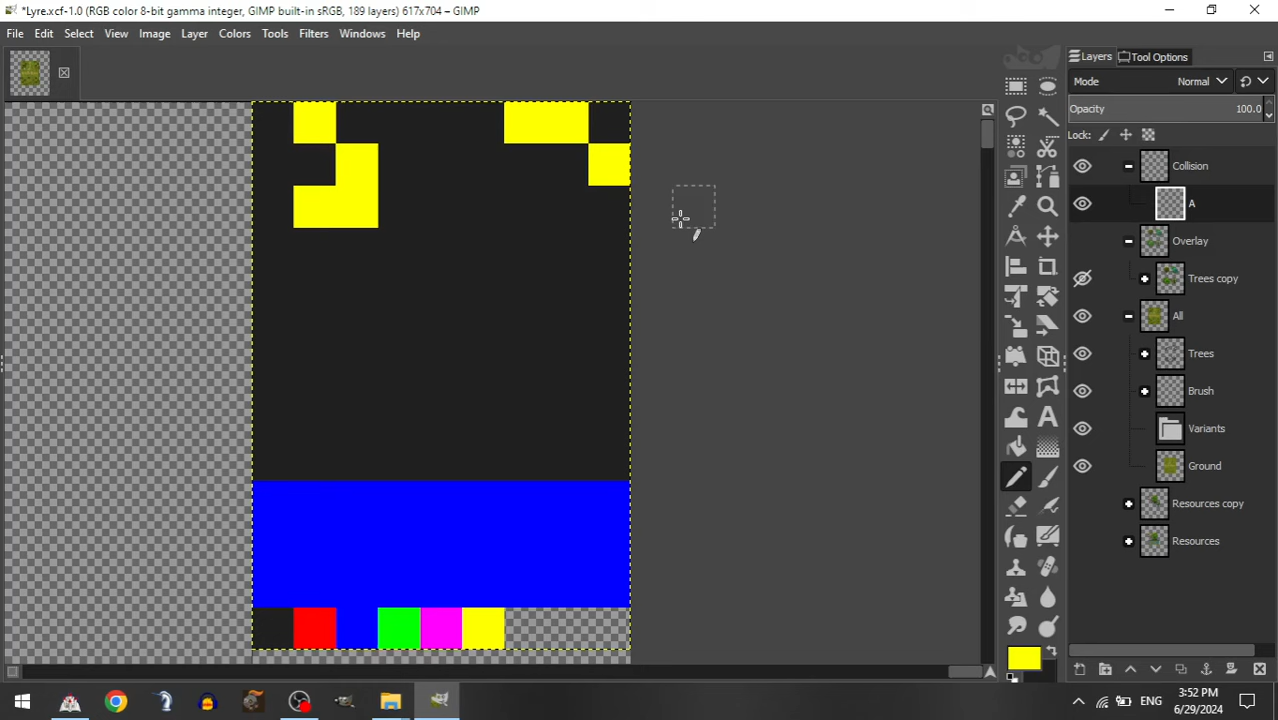 *Lyre.xcf-1.0 (RGB color 8-bit gamma integer, GIMP built-in sRGB, 189 layers) 617x704 – GIMP
File Edit Select View Image Layer Colors Tools Filters Windows Help
Layers Tool Options
Mode Normal
Opacity 100.0
Lock:
Collision
A
Overlay
Trees copy
All
Trees
Brush
Variants
Ground
Resources copy
Resources
ENG
3:52 PM
6/29/2024